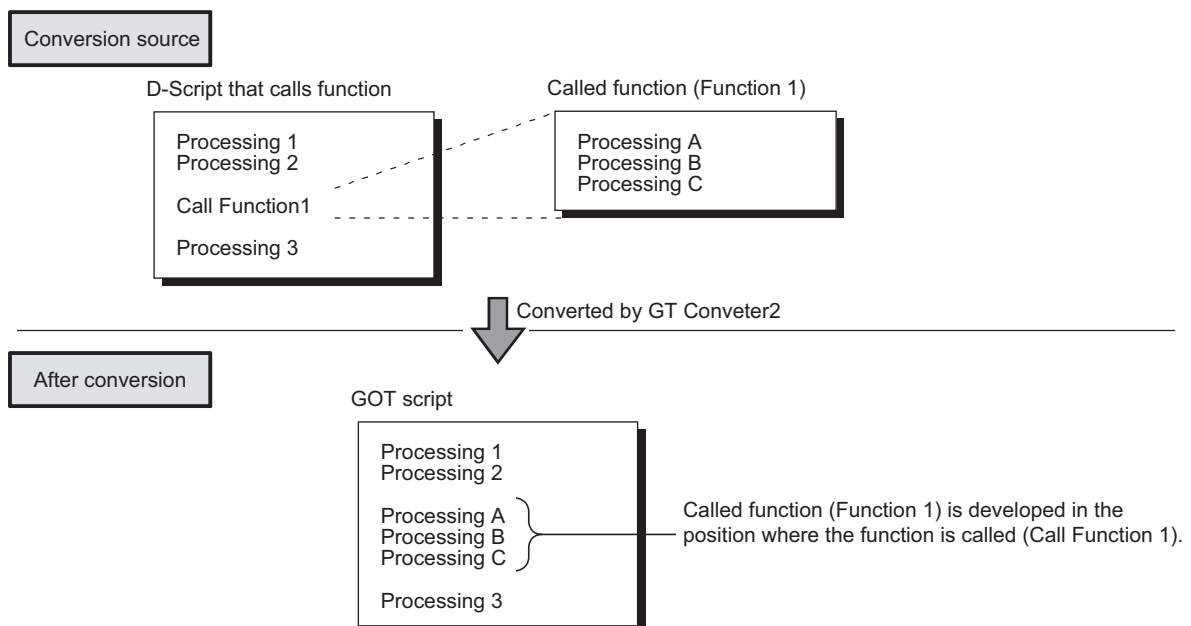 Conversion source
D-Script that calls function
Called function (Function 1)
Processing 1
Processing 2
Call Function1
Processing 3
Processing A
Processing B
Processing C
Converted by GT Conveter2
After conversion
GOT script
Processing 1
Processing 2
Processing A
Processing B
Processing C
Processing 3
Called function (Function 1) is developed in the
position where the function is called (Call Function 1).